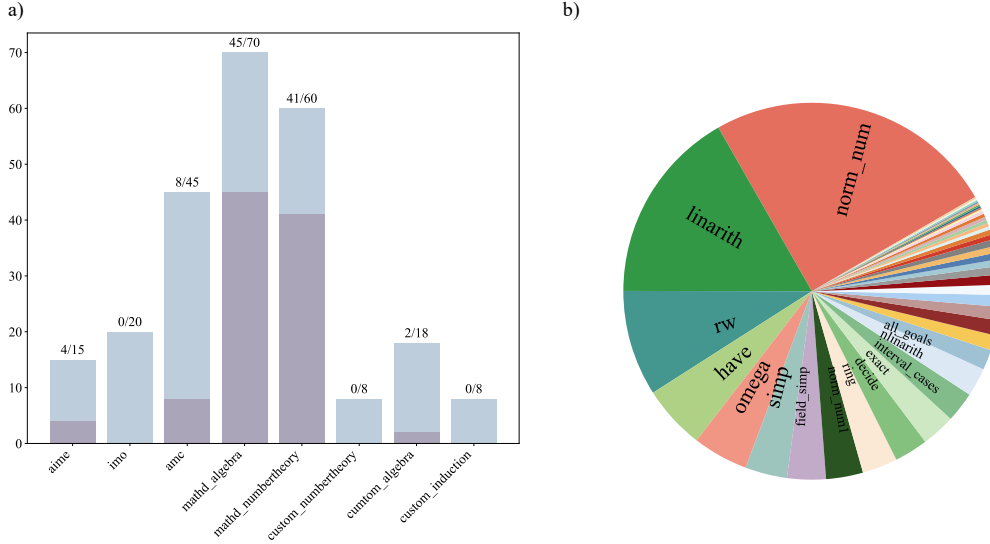 a)
70
60
50
40
30
20
10
0
4/15
0/20
8/45
45/70
41/60
0/8
2/18
0/8
aime
imo
amc
mathd_algebra
mathd_numbertheory
custom_numbertheory
cumtom_algebra
custom_induction
b)
norm_num
linarith
rw
have
omega
simp
field_simp
norm_num1
ring
decide
exact
interval_cases
nlinarith
all_goals